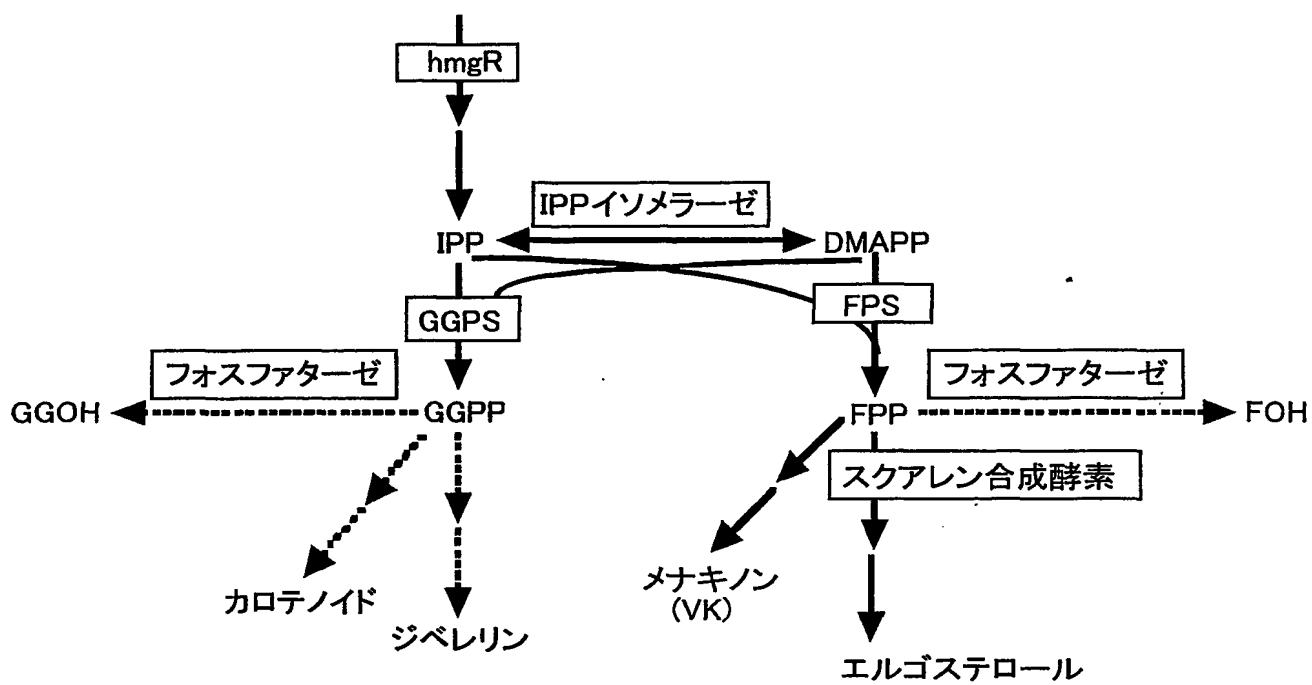 hmgR
IPPイソメラーゼ
IPP
DMAPP
GGPS
FPS
フォスファターゼ
フォスファターゼ
GGOH
GGPP
FPP
FOH
スクアレン合成酵素
カロテノイド
ジベレリン
メナキノン
(VK)
エルゴステロール